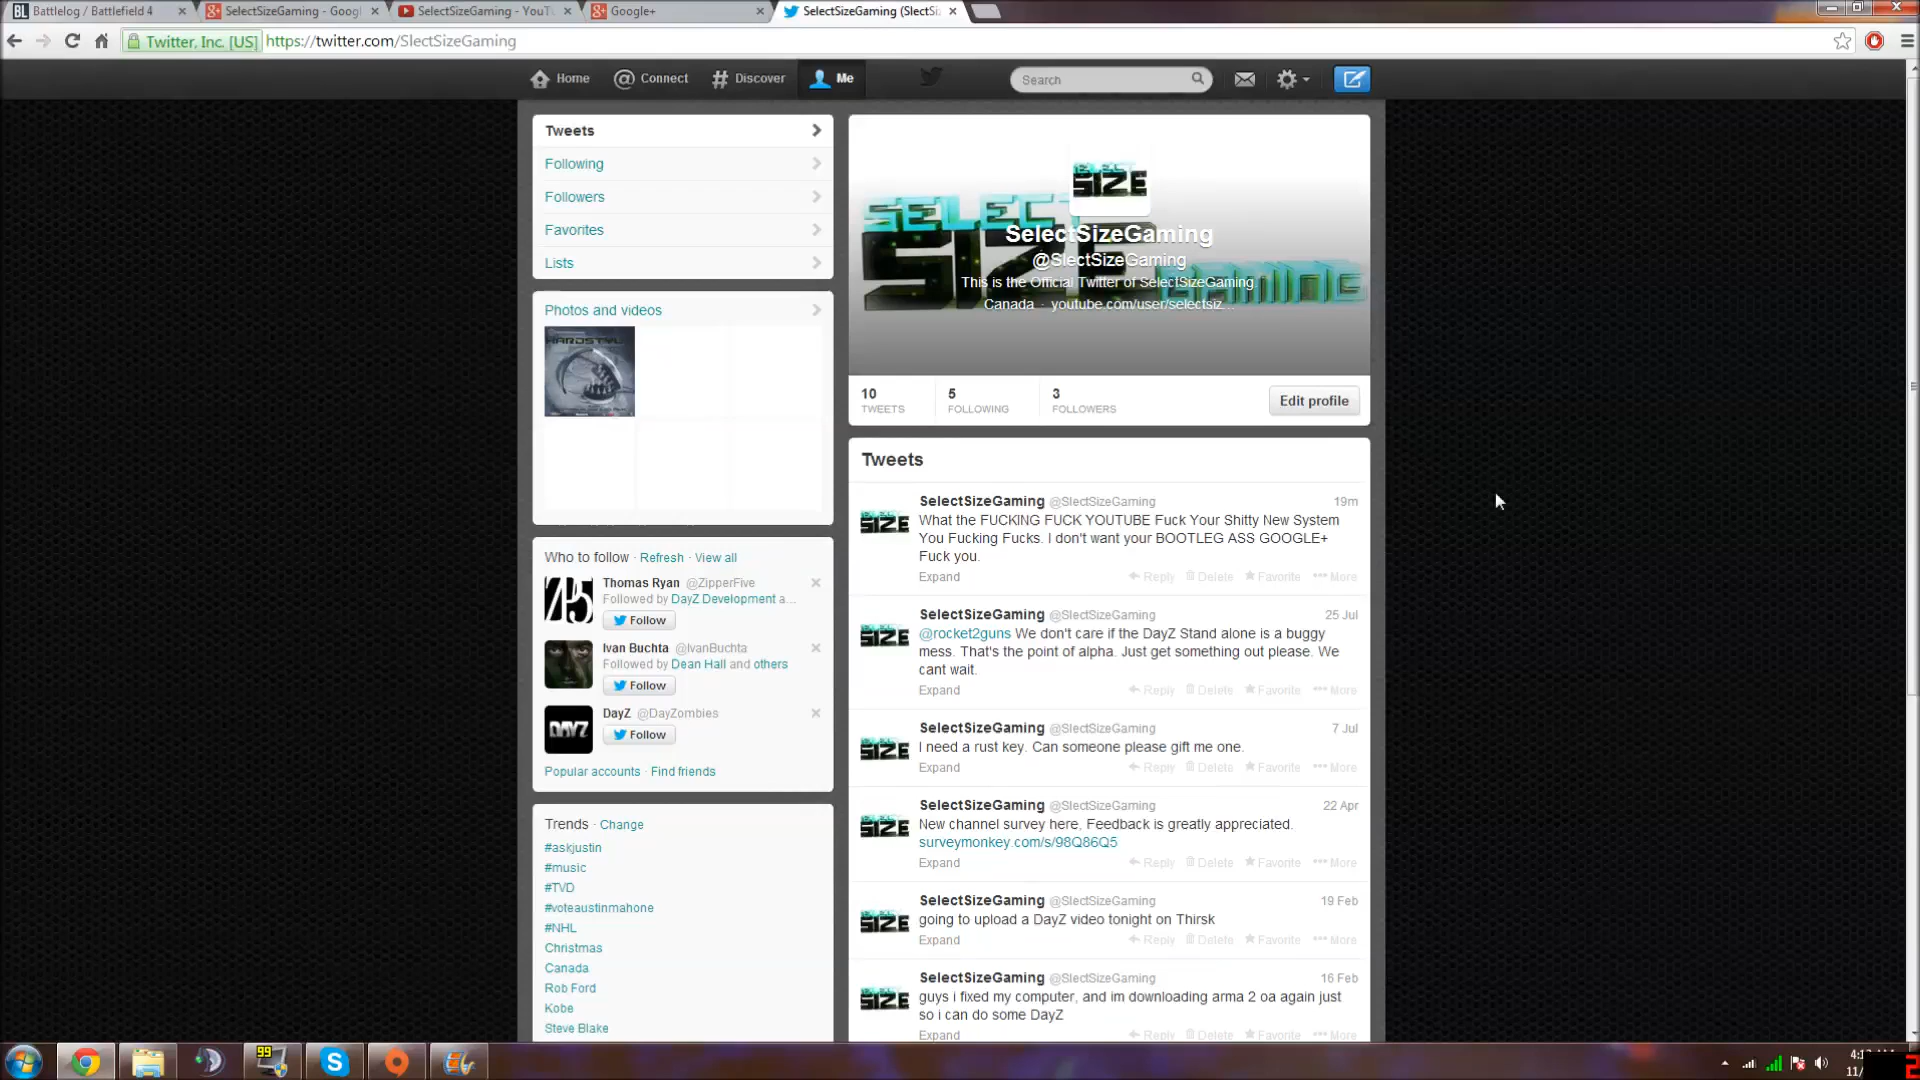 Battlelog / Battlefield 4
SelectSizeGaming - Googl
SelectSizeGaming - YouT
Google+
SelectSizeGaming (SlectSiz
Twitter, Inc. [US] https://twitter.com/SlectSizeGaming
Home
Connect
Discover
Me
Search
Tweets
Following
Followers
Favorites
Lists
Photos and videos
HARDSTYLE
Who to follow · Refresh · View all
Thomas Ryan @ZipperFive
Followed by DayZ Development a...
Follow
Ivan Buchta @IvanBuchta
Followed by Dean Hall and others
Follow
DAYZ
DayZ @DayZombies
Follow
Popular accounts · Find friends
Trends · Change
#askjustin
#music
#TVD
#voteaustinmahone
#NHL
Christmas
Canada
Rob Ford
Kobe
Steve Blake
SELECT
SIZE
GAMING
SELECT
SIZE
SelectSizeGaming
@SlectSizeGaming
This is the Official Twitter of SelectSizeGaming
Canada · youtube.com/user/selectsiz...
10
TWEETS
5
FOLLOWING
3
FOLLOWERS
Edit profile
Tweets
SelectSizeGaming @SlectSizeGaming 19m
What the FUCKING FUCK YOUTUBE Fuck Your Shitty New System
You Fucking Fucks. I don't want your BOOTLEG ASS GOOGLE+
Fuck you.
Expand Reply Delete Favorite More
SelectSizeGaming @SlectSizeGaming 25 Jul
@rocket2guns We don't care if the DayZ Stand alone is a buggy
mess. That's the point of alpha. Just get something out please. We
cant wait.
Expand Reply Delete Favorite More
SelectSizeGaming @SlectSizeGaming 7 Jul
I need a rust key. Can someone please gift me one.
Expand Reply Delete Favorite More
SelectSizeGaming @SlectSizeGaming 22 Apr
New channel survey here, Feedback is greatly appreciated.
surveymonkey.com/s/98Q86Q5
Expand Reply Delete Favorite More
SelectSizeGaming @SlectSizeGaming 19 Feb
going to upload a DayZ video tonight on Thirsk
Expand Reply Delete Favorite More
SelectSizeGaming @SlectSizeGaming 16 Feb
guys i fixed my computer, and im downloading arma 2 oa again just
so i can do some DayZ
Expand Reply Delete Favorite More
99